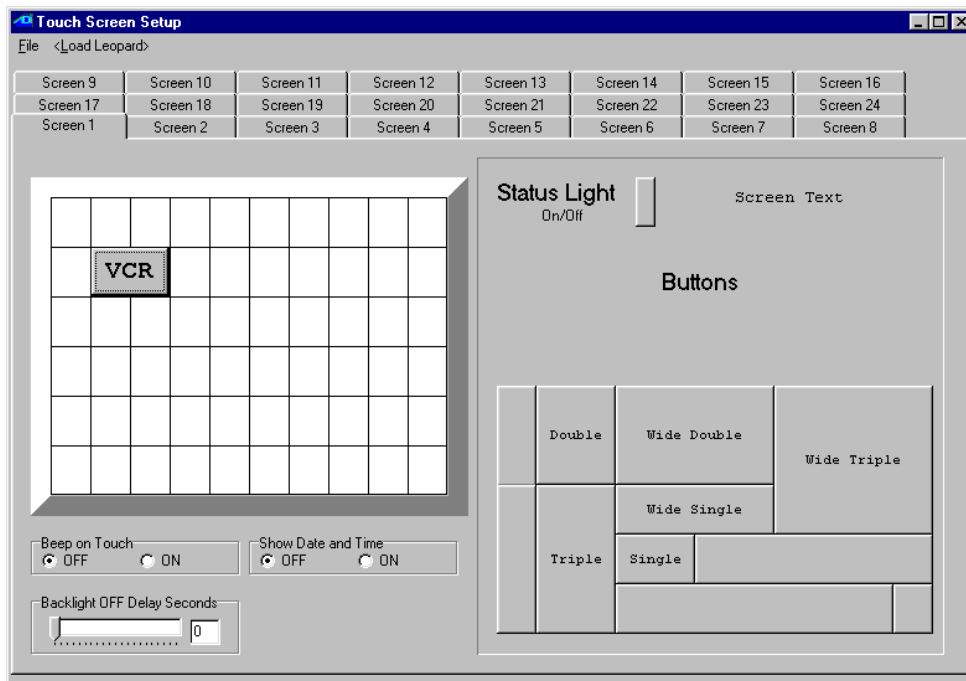 Touch Screen Setup
File <Load Leopard>
Screen 9 Screen 10 Screen 11 Screen 12 Screen 13 Screen 14 Screen 15 Screen 16
Screen 17 Screen 18 Screen 19 Screen 20 Screen 21 Screen 22 Screen 23 Screen 24
Screen 1 Screen 2 Screen 3 Screen 4 Screen 5 Screen 6 Screen 7 Screen 8
VCR
Beep on Touch
OFF ON
Show Date and Time
OFF ON
Backlight OFF Delay Seconds
0
Status Light
On/Off
Screen Text
Buttons
Double
Wide Double
Wide Triple
Wide Single
Triple
Single